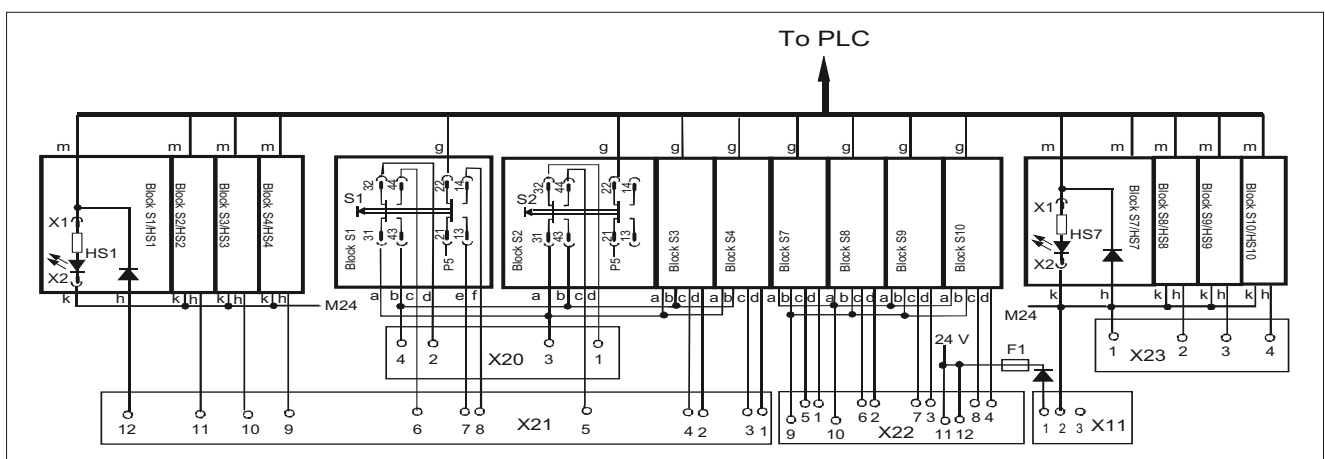 To PLC
m m m m g g g g g g g g m m m m
X1 HS1 X2 Block S1/HS1 Block S2/HS2 Block S3/HS3 Block S4/HS4
S1 32 44 22 14 31 43 21 13 P5 Block S1
S2 32 44 22 14 31 43 21 13 P5 Block S2
Block S3 Block S4 Block S7 Block S8 Block S9 Block S10
X1 HS7 X2 Block S7/HS7 Block S8/HS8 Block S9/HS9 Block S10/HS10
k h k h k h k h M24
a b c d e f
a b c d
a b c d a b c d a b c d a b c d a b c d a b c d
k h k h k h k h
M24
4 2 X20 3 1
24 V F1
1 X23 2 3 4
12 11 10 9 6 7 8 X21 5 4 2 3 1
9 5 1 10 6 2 X22 7 3 11 12 8 4
1 2 3 X11